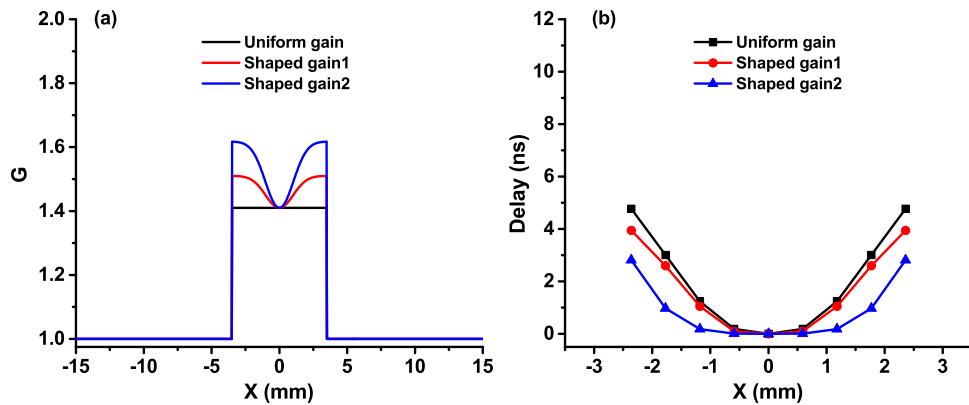 (a)
Uniform gain
Shaped gain1
Shaped gain2
G
2.0
1.8
1.6
1.4
1.2
1.0
-15 -10 -5 0 5 10 15
X (mm)
(b)
Uniform gain
Shaped gain1
Shaped gain2
Delay (ns)
12
10
8
6
4
2
0
-3 -2 -1 0 1 2 3
X (mm)